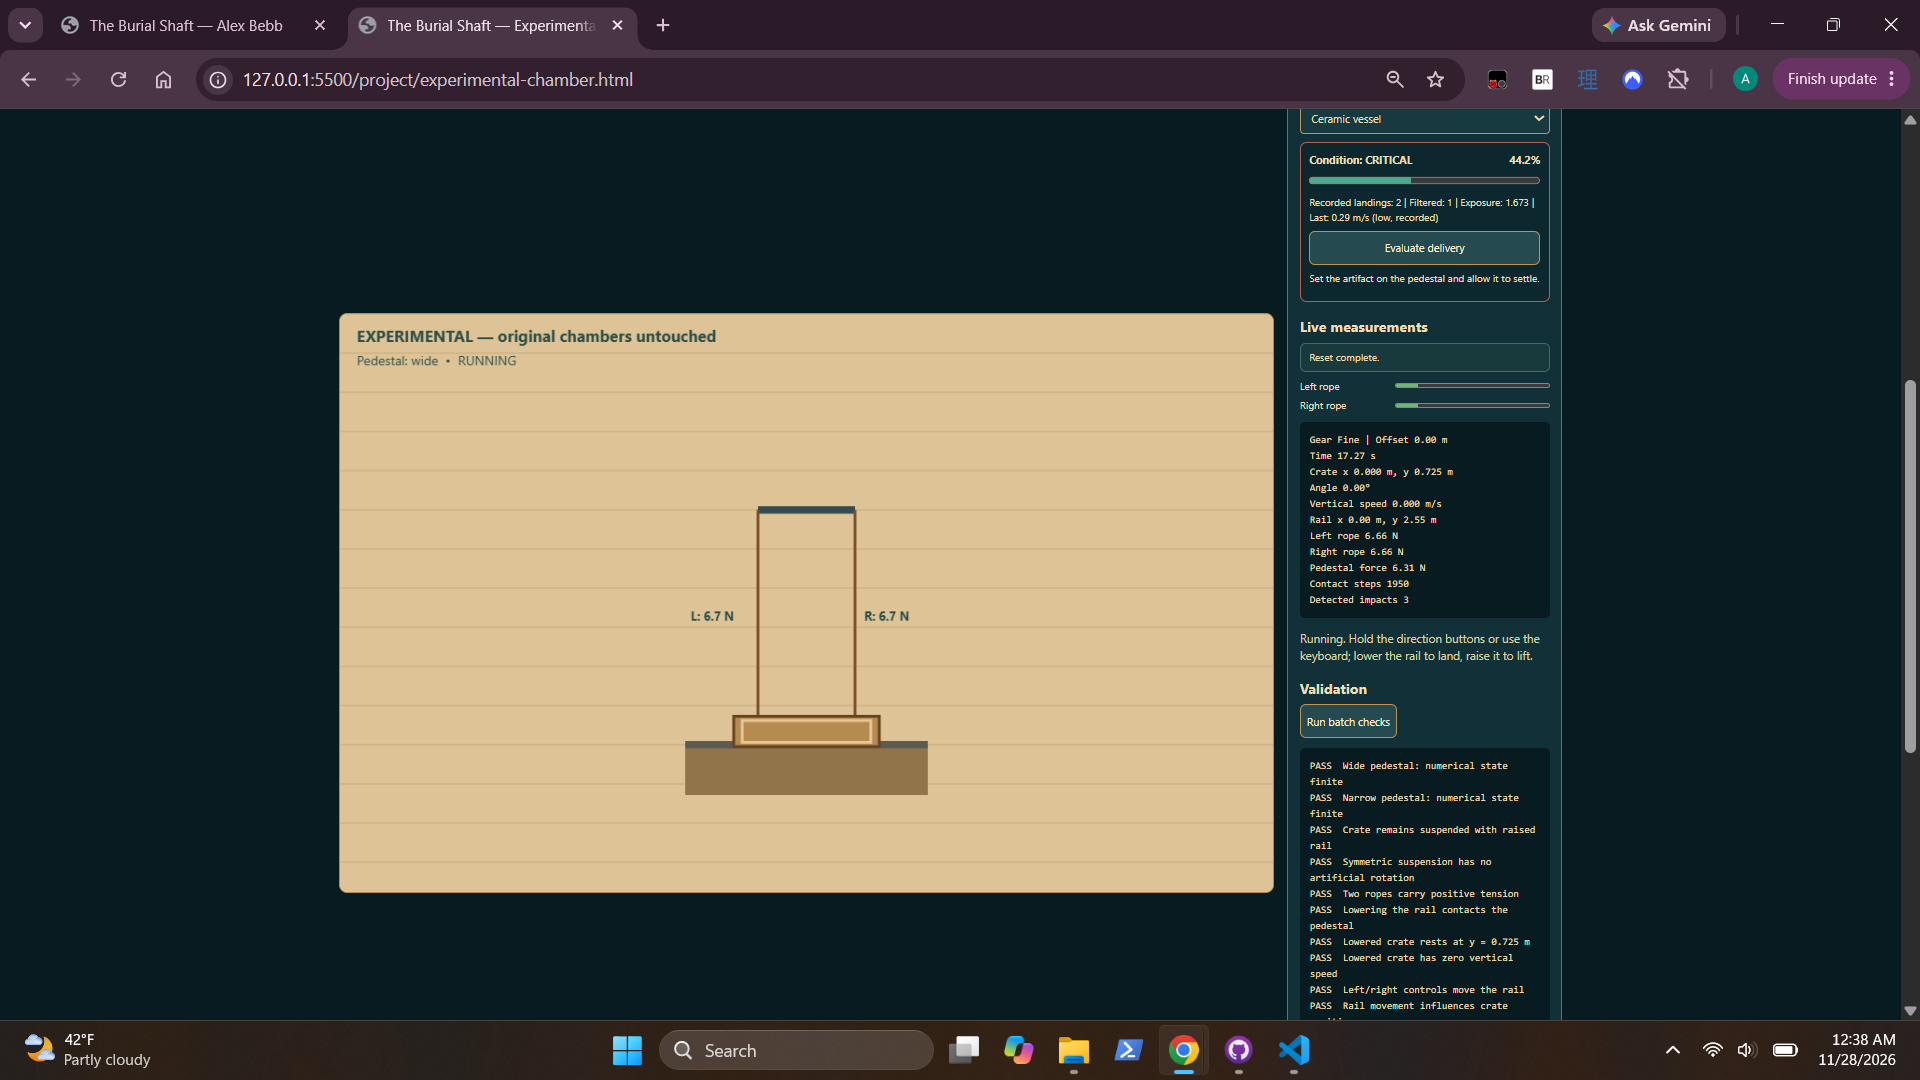 The Burial Shaft — Alex Bebb
The Burial Shaft — Experimenta
Ask Gemini
127.0.0.1:5500/project/experimental-chamber.html
BR
理
A
Finish update
Ceramic vessel
Condition: CRITICAL 44.2%
Recorded landings: 2 | Filtered: 1 | Exposure: 1.673 |
Last: 0.29 m/s (low, recorded)
Evaluate delivery
Set the artifact on the pedestal and allow it to settle.
EXPERIMENTAL — original chambers untouched
Pedestal: wide • RUNNING
L: 6.7 N
R: 6.7 N
Live measurements
Reset complete.
Left rope
Right rope
Gear Fine | Offset 0.00 m
Time 17.27 s
Crate x 0.000 m, y 0.725 m
Angle 0.00°
Vertical speed 0.000 m/s
Rail x 0.00 m, y 2.55 m
Left rope 6.66 N
Right rope 6.66 N
Pedestal force 6.31 N
Contact steps 1950
Detected impacts 3
Running. Hold the direction buttons or use the
keyboard; lower the rail to land, raise it to lift.
Validation
Run batch checks
PASS Wide pedestal: numerical state
finite
PASS Narrow pedestal: numerical state
finite
PASS Crate remains suspended with raised
rail
PASS Symmetric suspension has no
artificial rotation
PASS Two ropes carry positive tension
PASS Lowering the rail contacts the
pedestal
PASS Lowered crate rests at y = 0.725 m
PASS Lowered crate has zero vertical
speed
PASS Left/right controls move the rail
PASS Rail movement influences crate
42°F
Partly cloudy
Search
12:38 AM
11/28/2026